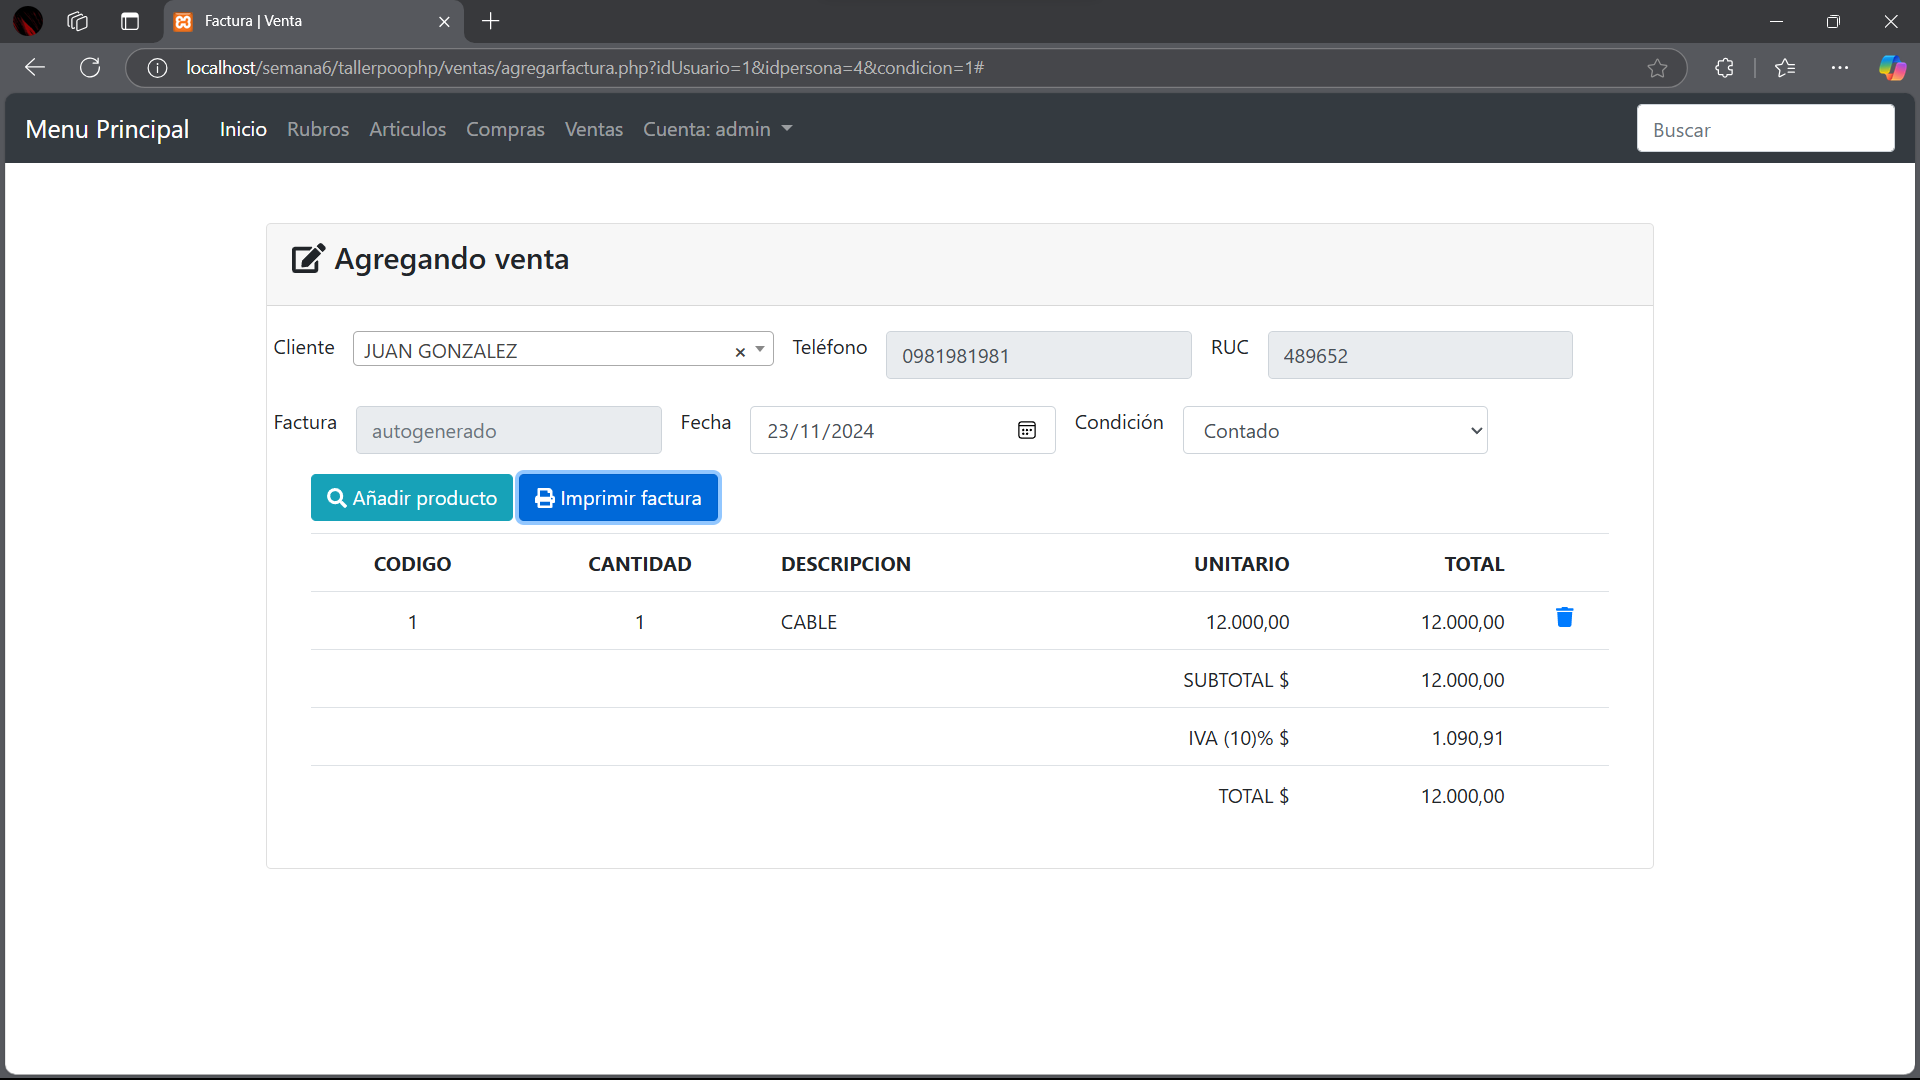 Factura | Venta
localhost/semana6/tallerpoophp/ventas/agregarfactura.php?idUsuario=1&idpersona=4&condicion=1#
Menu Principal Inicio Rubros Articulos Compras Ventas Cuenta: admin Buscar
Agregando venta
Cliente JUAN GONZALEZ × Teléfono 0981981981 RUC 489652
Factura autogenerado Fecha 23/11/2024 Condición Contado
Añadir producto Imprimir factura
CODIGO CANTIDAD DESCRIPCION UNITARIO TOTAL
1 1 CABLE 12.000,00 12.000,00
SUBTOTAL $ 12.000,00
IVA (10)% $ 1.090,91
TOTAL $ 12.000,00